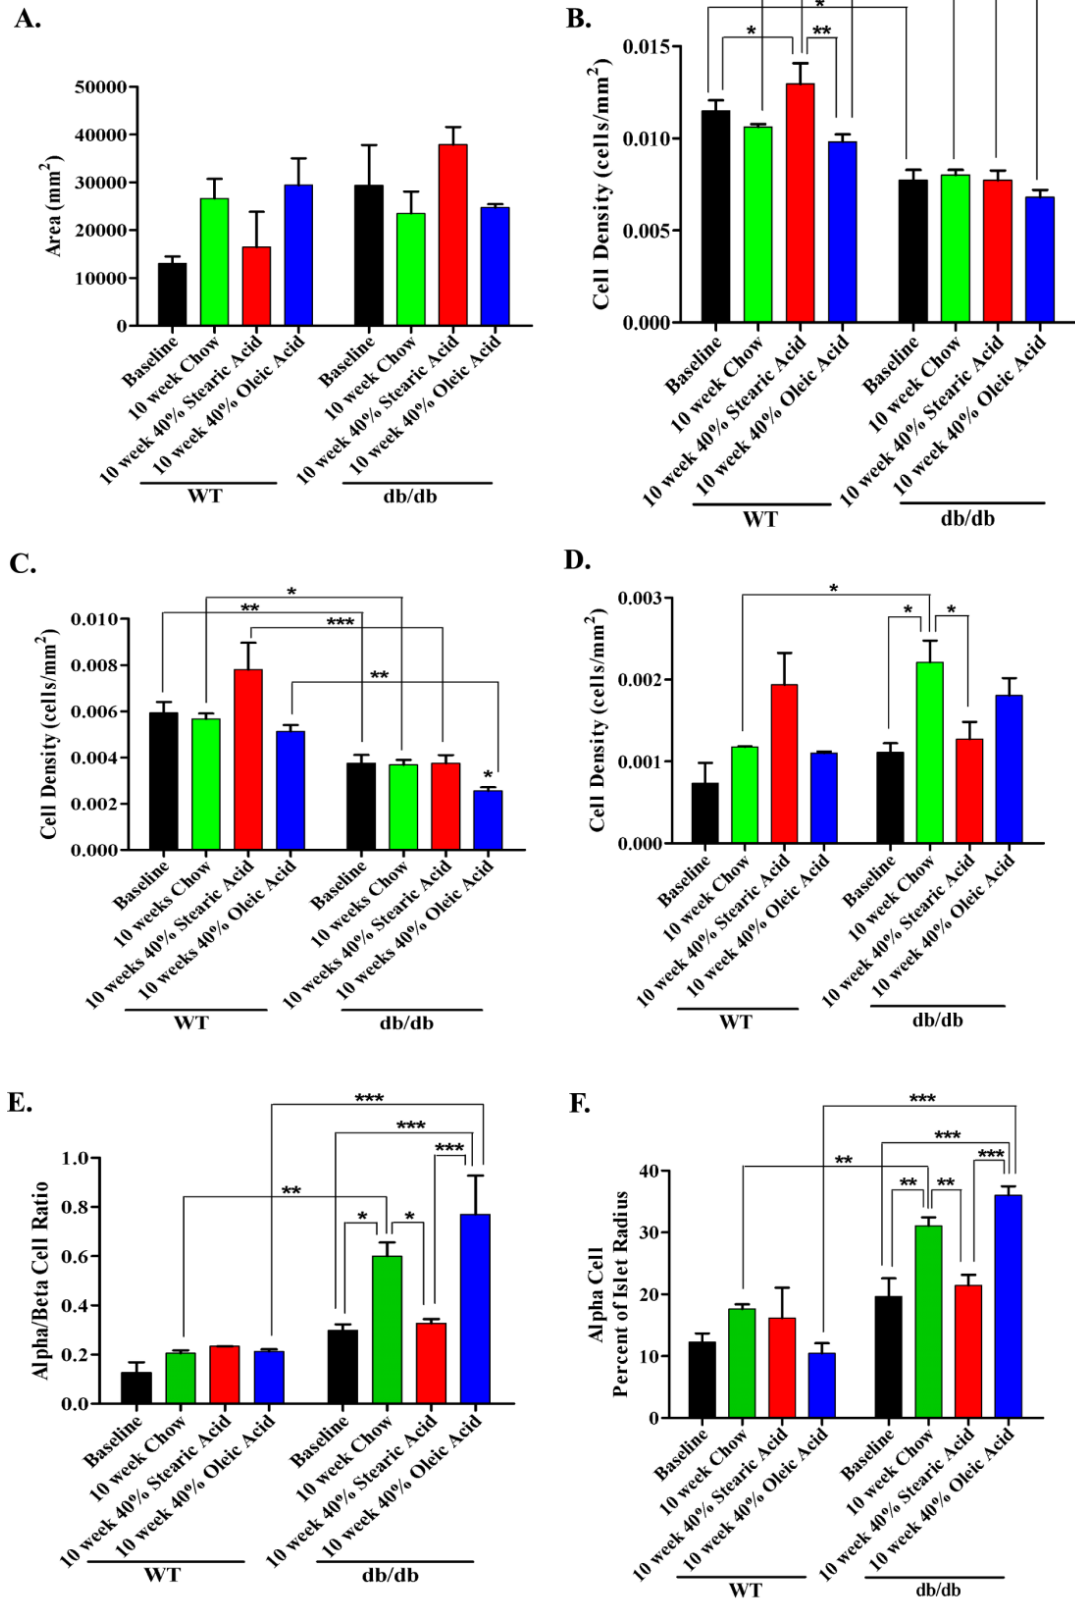 A.
Area (mm²)
50000
40000
30000
20000
10000
0
Baseline
10 week Chow
10 week 40% Stearic Acid
10 week 40% Oleic Acid
Baseline
10 week Chow
10 week 40% Stearic Acid
10 week 40% Oleic Acid
WT
db/db
B.
*
*
**
Cell Density (cells/mm²)
0.015
0.010
0.005
0.000
Baseline
10 week Chow
10 week 40% Stearic Acid
10 week 40% Oleic Acid
Baseline
10 week Chow
10 week 40% Stearic Acid
10 week 40% Oleic Acid
WT
db/db
C.
*
**
***
**
*
Cell Density (cells/mm²)
0.010
0.008
0.006
0.004
0.002
0.000
Baseline
10 weeks Chow
10 weeks 40% Stearic Acid
10 weeks 40% Oleic Acid
Baseline
10 weeks Chow
10 weeks 40% Stearic Acid
10 weeks 40% Oleic Acid
WT
db/db
D.
*
*
*
Cell Density (cells/mm²)
0.003
0.002
0.001
0.000
Baseline
10 week Chow
10 week 40% Stearic Acid
10 week 40% Oleic Acid
Baseline
10 week Chow
10 week 40% Stearic Acid
10 week 40% Oleic Acid
WT
db/db
E.
***
***
***
**
*
*
Alpha/Beta Cell Ratio
1.0
0.8
0.6
0.4
0.2
0.0
Baseline
10 week Chow
10 week 40% Stearic Acid
10 week 40% Oleic Acid
Baseline
10 week Chow
10 week 40% Stearic Acid
10 week 40% Oleic Acid
WT
db/db
F.
***
***
***
**
**
**
Alpha Cell
Percent of Islet Radius
40
30
20
10
0
Baseline
10 week Chow
10 week 40% Stearic Acid
10 week 40% Oleic Acid
Baseline
10 week Chow
10 week 40% Stearic Acid
10 week 40% Oleic Acid
WT
db/db